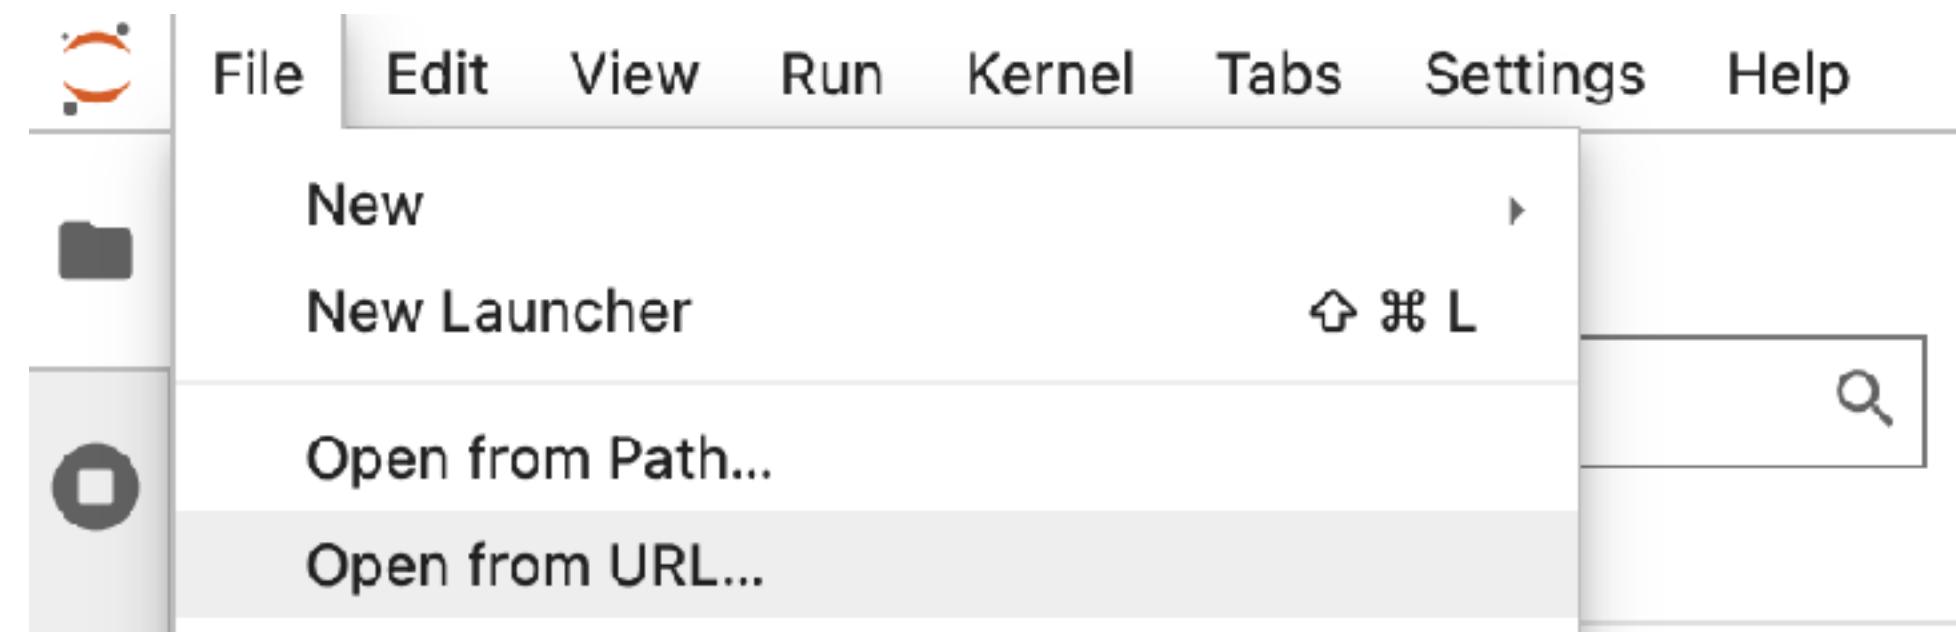 File Edit View Run Kernel Tabs Settings Help
New
New Launcher ⇧ ⌘ L
Open from Path...
Open from URL...